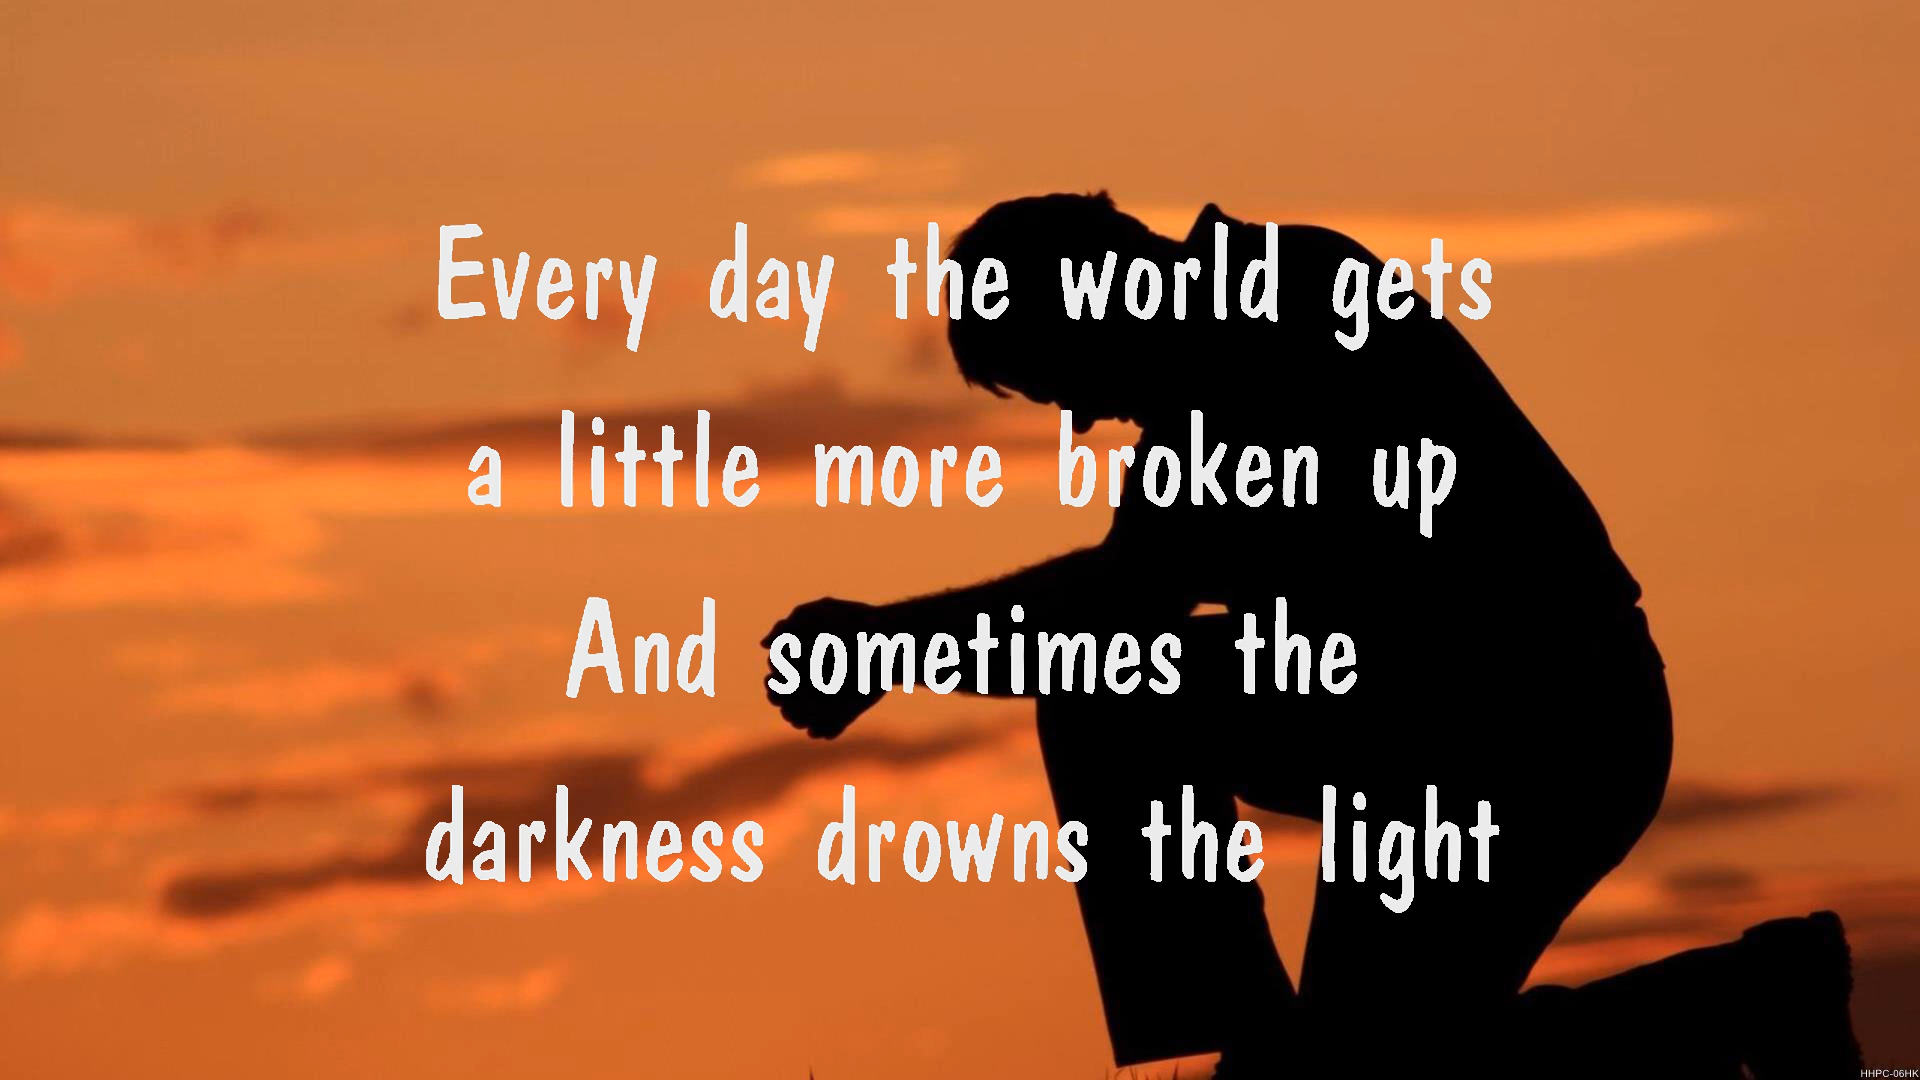 Every day the world gets
a little more broken up
And sometimes the
darkness drowns the light
HHPC-06HK